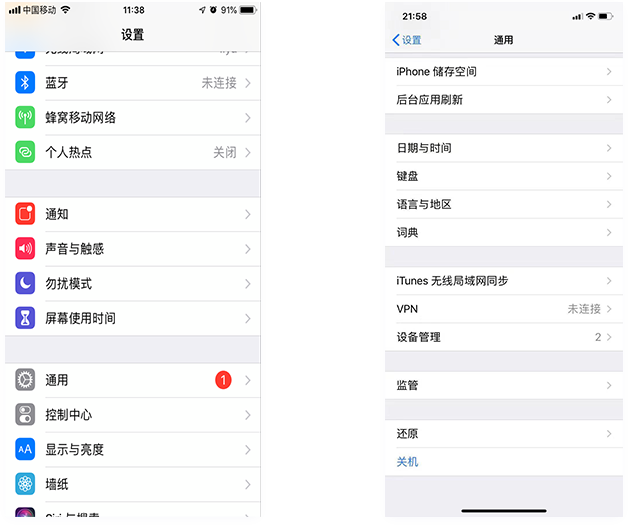 中国移动 11:38 91%
设置
蓝牙 未连接
蜂窝移动网络
个人热点 关闭
通知
声音与触感
勿扰模式
屏幕使用时间
通用 1
控制中心
AA 显示与亮度
墙纸
21:58
设置 通用
iPhone 储存空间
后台应用刷新
日期与时间
键盘
语言与地区
词典
iTunes 无线局域网同步
VPN 未连接
设备管理 2
监管
还原
关机